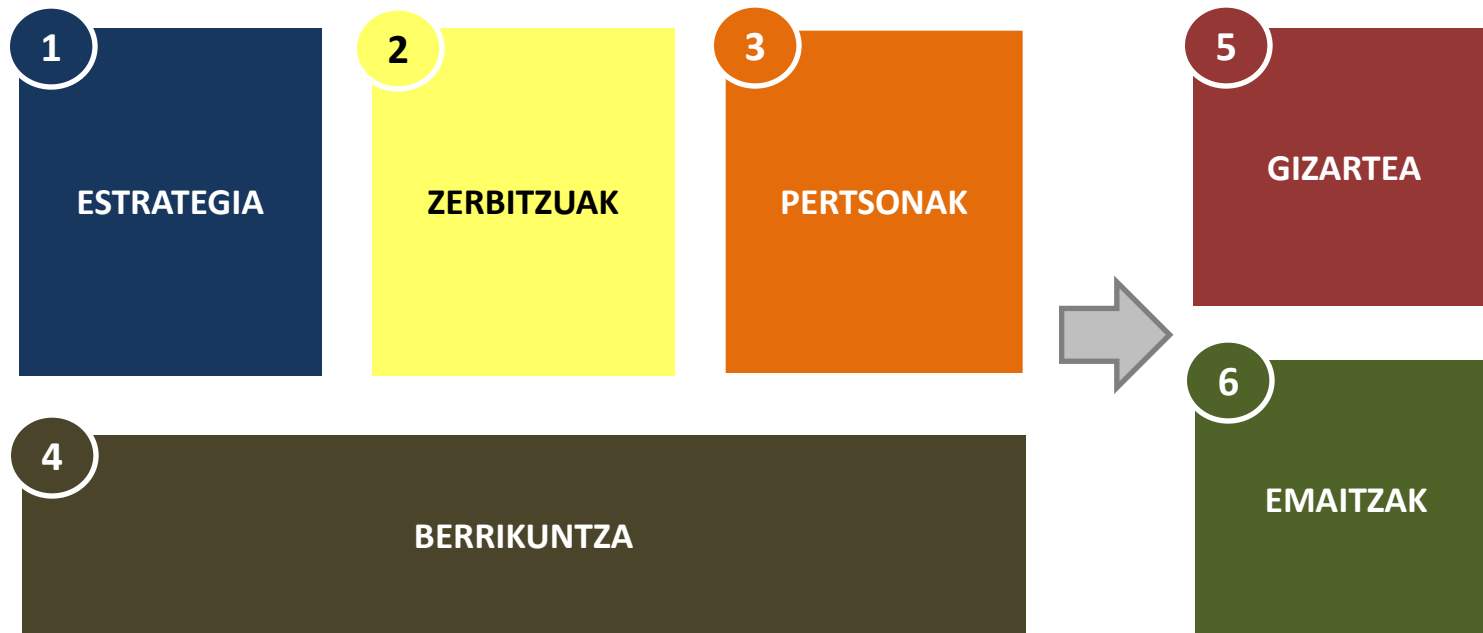 1
ESTRATEGIA
2
ZERBITZUAK
3
PERTSONAK
4
BERRIKUNTZA
5
GIZARTEA
6
EMAITZAK